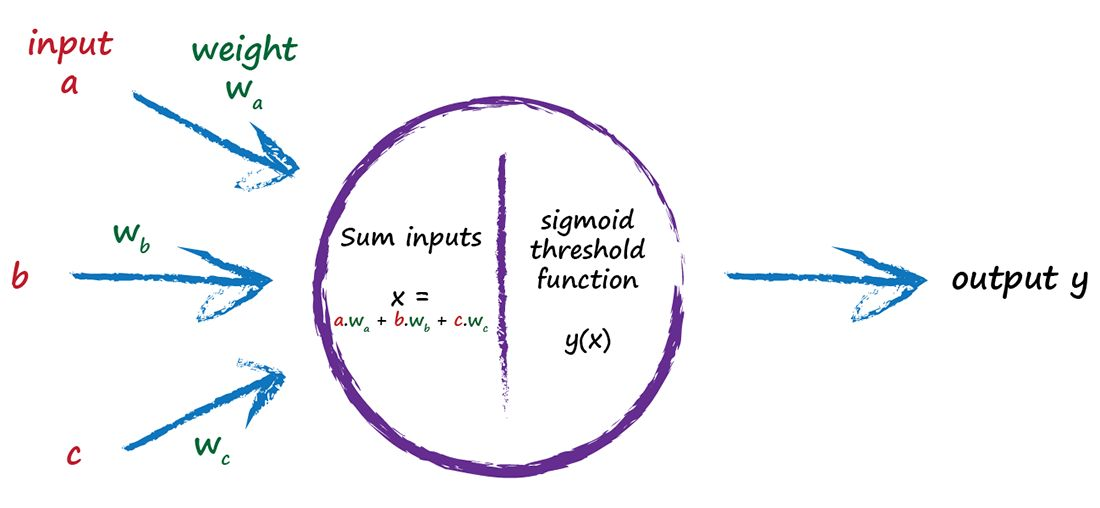 input
a
weight
w_a
w_b
b
w_c
c
Sum inputs
x =
a.w_a + b.w_b + c.w_c
sigmoid
threshold
function
y(x)
output y